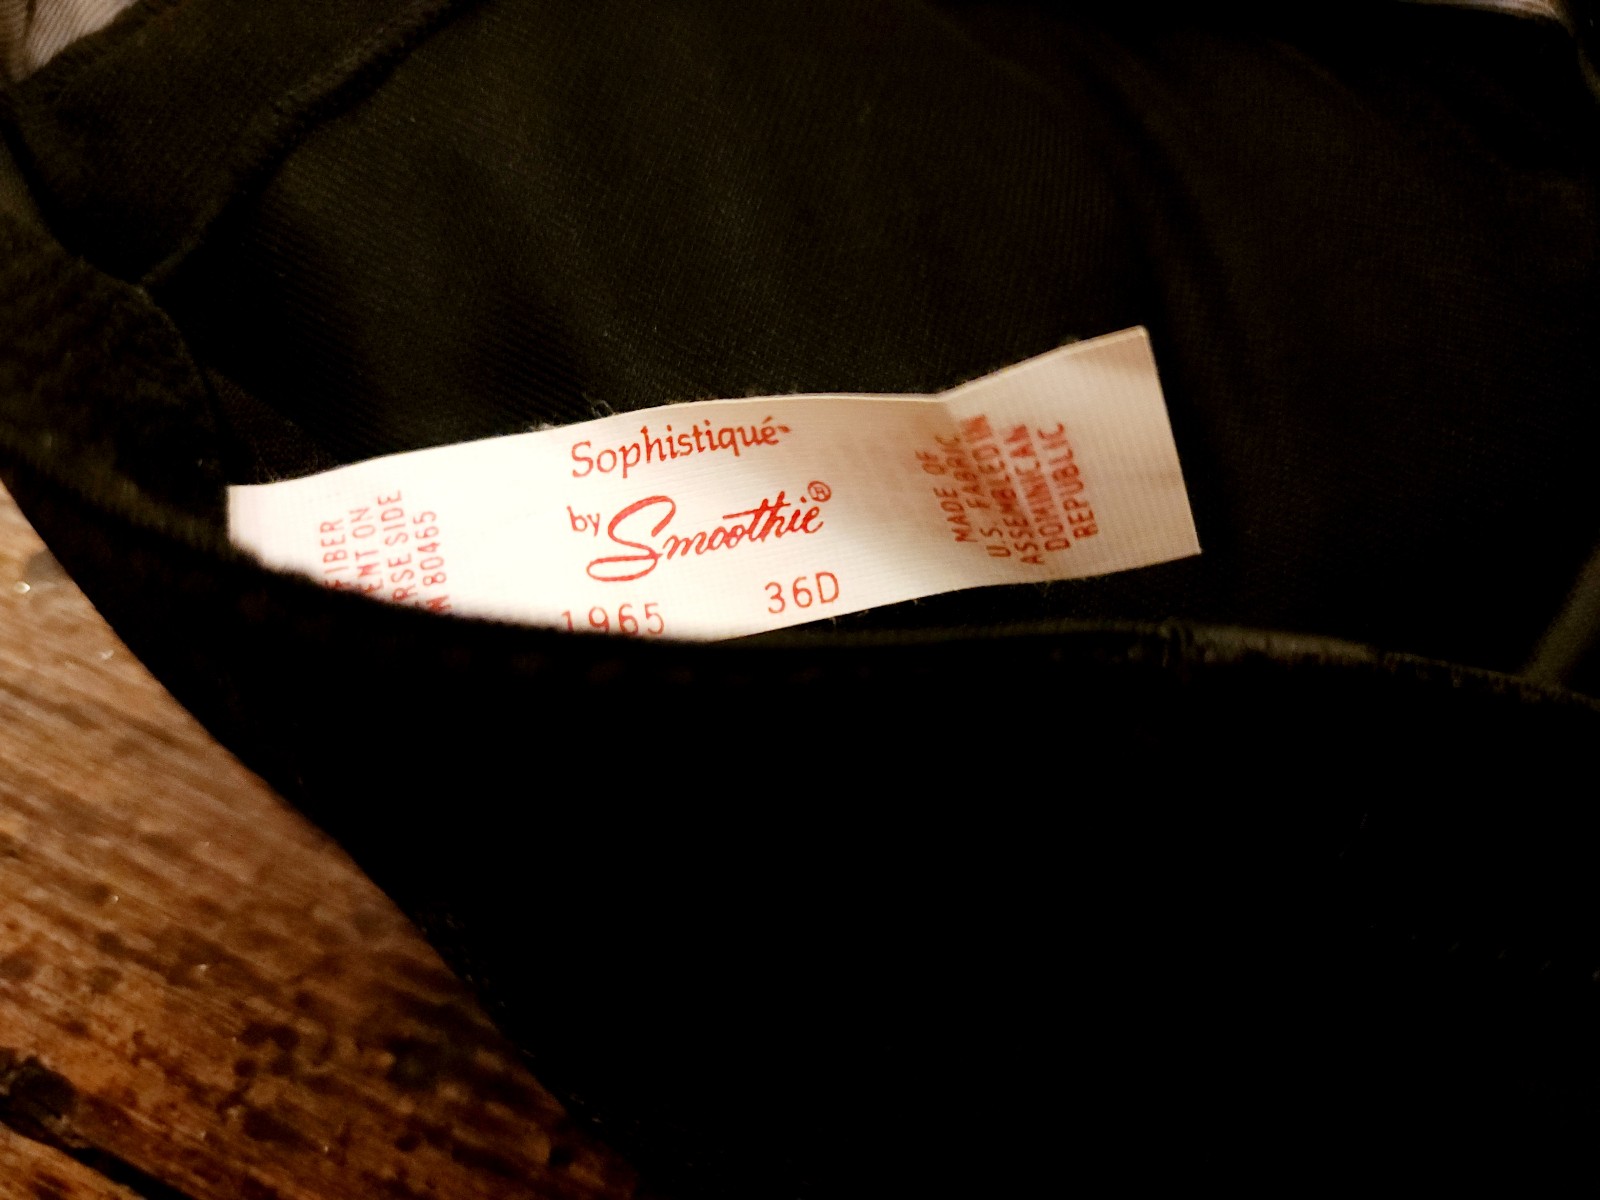 FIBER
ENT ON
RSE SIDE
N 80465
Sophistiqué
by Smoothie®
1965 36D
MADE OF
U.S. FABRIC
ASSEMBLED IN
DOMINICAN
REPUBLIC